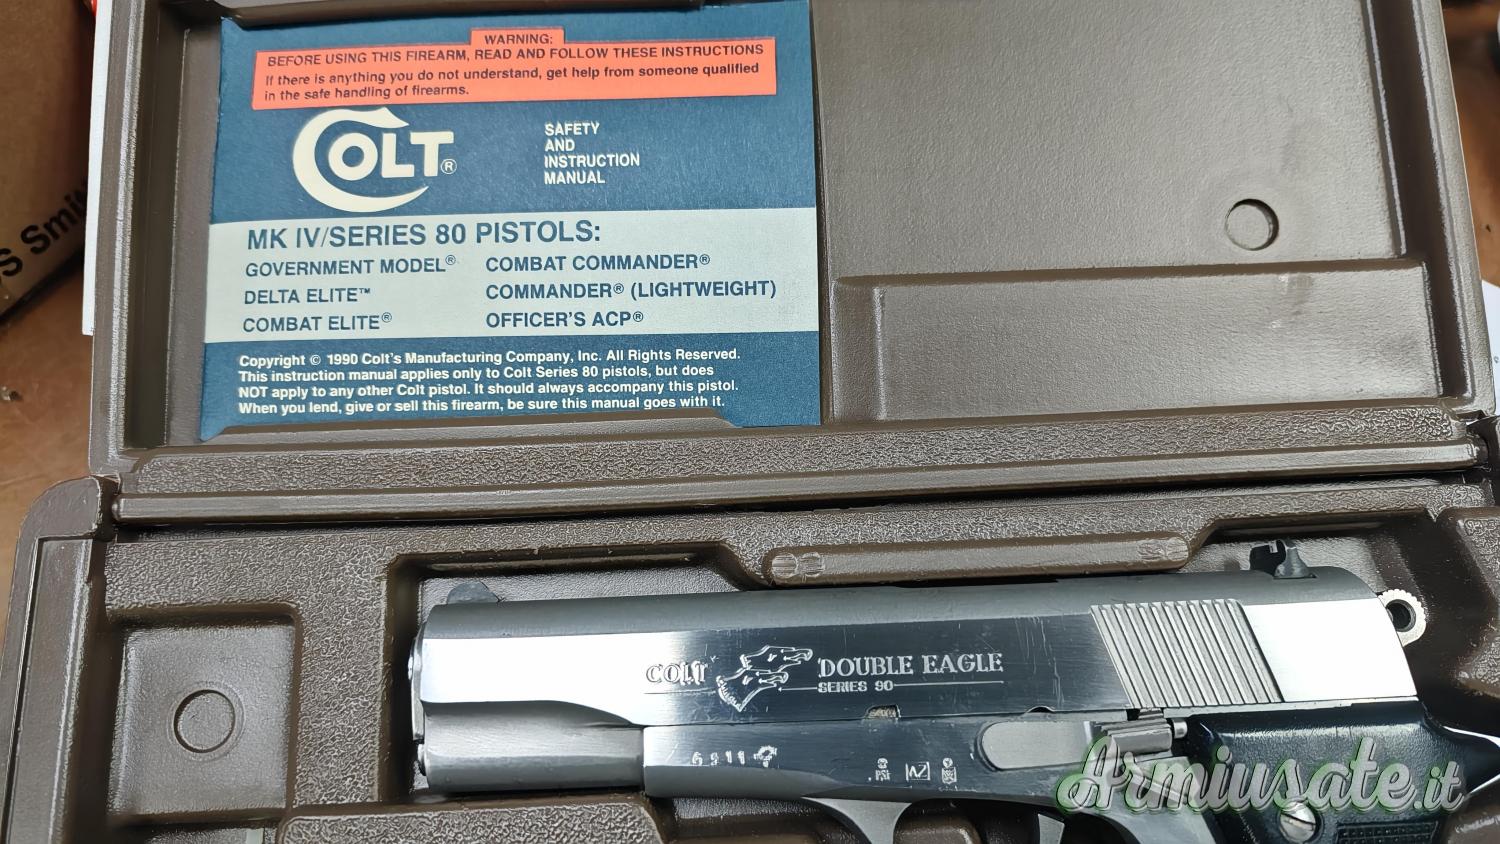 WARNING:
BEFORE USING THIS FIREARM, READ AND FOLLOW THESE INSTRUCTIONS
If there is anything you do not understand, get help from someone qualified
in the safe handling of firearms.
COLT®
SAFETY
AND
INSTRUCTION
MANUAL
MK IV/SERIES 80 PISTOLS:
GOVERNMENT MODEL®
DELTA ELITE™
COMBAT ELITE®
COMBAT COMMANDER®
COMMANDER® (LIGHTWEIGHT)
OFFICER'S ACP®
Copyright © 1990 Colt's Manufacturing Company, Inc. All Rights Reserved.
This instruction manual applies only to Colt Series 80 pistols, but does
NOT apply to any other Colt pistol. It should always accompany this pistol.
When you lend, give or sell this firearm, be sure this manual goes with it.
S Smi
COLT DOUBLE EAGLE
SERIES 90
6811
PSF AZ
Armiusate.it